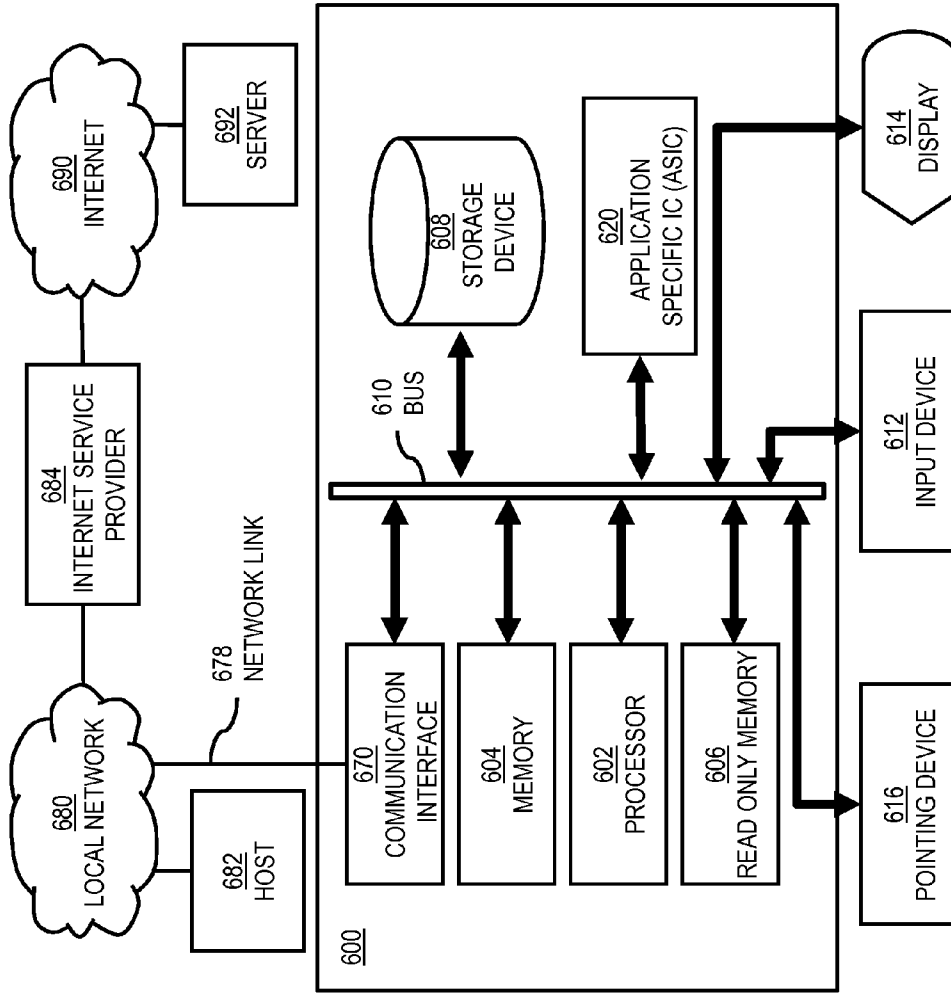 680
LOCAL NETWORK
684
INTERNET SERVICE
PROVIDER
690
INTERNET
682
HOST
678
NETWORK LINK
692
SERVER
600
670
COMMUNICATION
INTERFACE
604
MEMORY
602
PROCESSOR
606
READ ONLY MEMORY
610
BUS
608
STORAGE
DEVICE
620
APPLICATION
SPECIFIC IC (ASIC)
616
POINTING DEVICE
612
INPUT DEVICE
614
DISPLAY